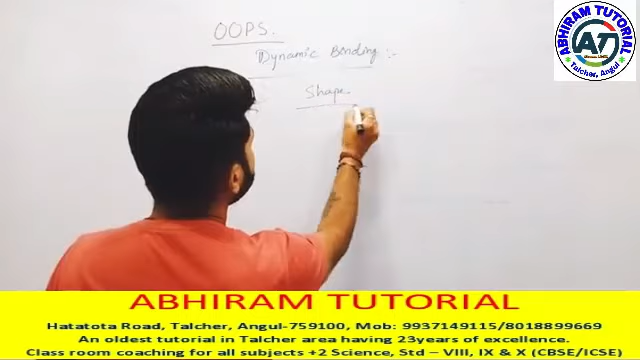 OOPS.
Dynamic Bonding :-
Shape
ABHIRAM TUTORIAL
AT
Talcher, Angul
ABHIRAM TUTORIAL
Hatatota Road, Talcher, Angul-759100, Mob: 9937149115/8018899669
An oldest tutorial in Talcher area having 23years of excellence.
Class room coaching for all subjects +2 Science, Std – VIII, IX & X (CBSE/ICSE)